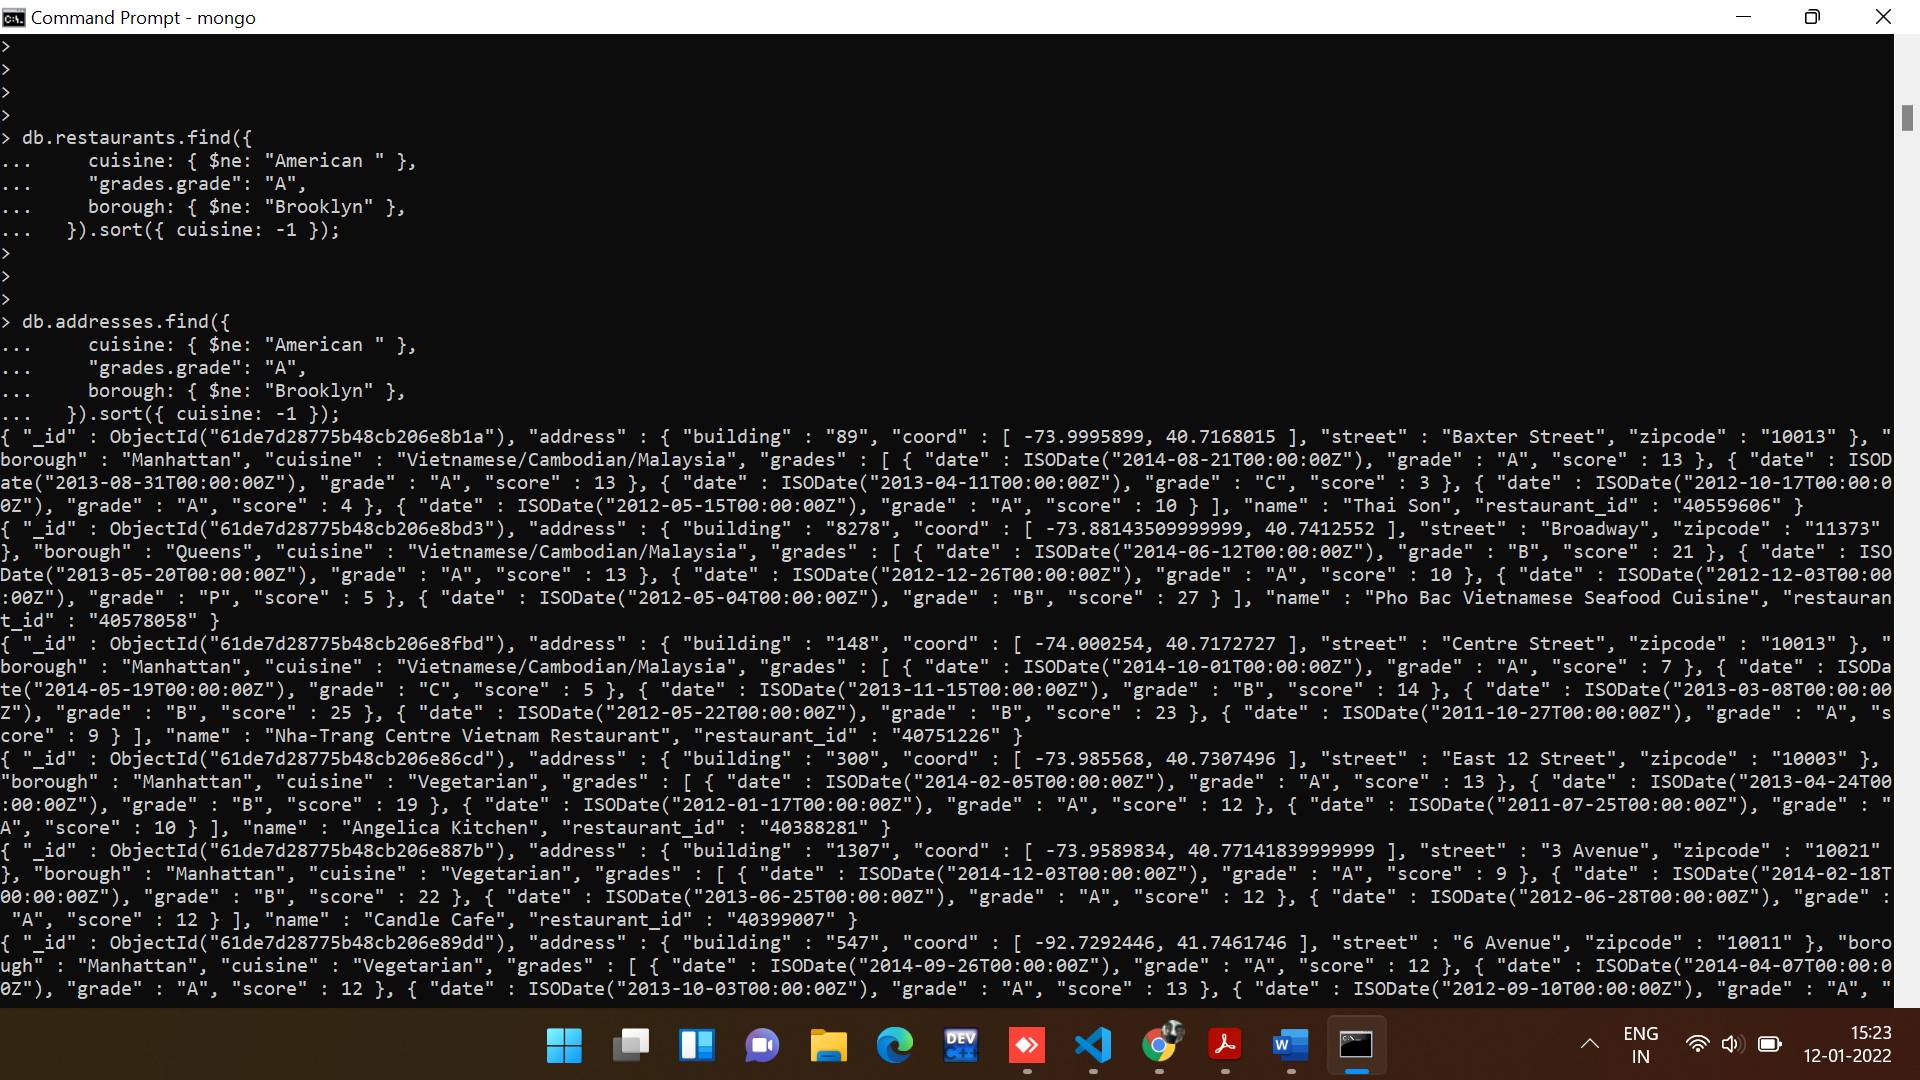 Command Prompt - mongo
>
>
>
>
> db.restaurants.find({
...     cuisine: { $ne: "American " },
...     "grades.grade": "A",
...     borough: { $ne: "Brooklyn" },
...   }).sort({ cuisine: -1 });
>
>
>
> db.addresses.find({
...     cuisine: { $ne: "American " },
...     "grades.grade": "A",
...     borough: { $ne: "Brooklyn" },
...   }).sort({ cuisine: -1 });
{ "_id" : ObjectId("61de7d28775b48cb206e8b1a"), "address" : { "building" : "89", "coord" : [ -73.9995899, 40.7168015 ], "street" : "Baxter Street", "zipcode" : "10013" }, "
borough" : "Manhattan", "cuisine" : "Vietnamese/Cambodian/Malaysia", "grades" : [ { "date" : ISODate("2014-08-21T00:00:00Z"), "grade" : "A", "score" : 13 }, { "date" : ISOD
ate("2013-08-31T00:00:00Z"), "grade" : "A", "score" : 13 }, { "date" : ISODate("2013-04-11T00:00:00Z"), "grade" : "C", "score" : 3 }, { "date" : ISODate("2012-10-17T00:00:0
0Z"), "grade" : "A", "score" : 4 }, { "date" : ISODate("2012-05-15T00:00:00Z"), "grade" : "A", "score" : 10 } ], "name" : "Thai Son", "restaurant_id" : "40559606" }
{ "_id" : ObjectId("61de7d28775b48cb206e8bd3"), "address" : { "building" : "8278", "coord" : [ -73.88143509999999, 40.7412552 ], "street" : "Broadway", "zipcode" : "11373"
}, "borough" : "Queens", "cuisine" : "Vietnamese/Cambodian/Malaysia", "grades" : [ { "date" : ISODate("2014-06-12T00:00:00Z"), "grade" : "B", "score" : 21 }, { "date" : ISO
Date("2013-05-20T00:00:00Z"), "grade" : "A", "score" : 13 }, { "date" : ISODate("2012-12-26T00:00:00Z"), "grade" : "A", "score" : 10 }, { "date" : ISODate("2012-12-03T00:00
:00Z"), "grade" : "P", "score" : 5 }, { "date" : ISODate("2012-05-04T00:00:00Z"), "grade" : "B", "score" : 27 } ], "name" : "Pho Bac Vietnamese Seafood Cuisine", "restauran
t_id" : "40578058" }
{ "_id" : ObjectId("61de7d28775b48cb206e8fbd"), "address" : { "building" : "148", "coord" : [ -74.000254, 40.7172727 ], "street" : "Centre Street", "zipcode" : "10013" }, "
borough" : "Manhattan", "cuisine" : "Vietnamese/Cambodian/Malaysia", "grades" : [ { "date" : ISODate("2014-10-01T00:00:00Z"), "grade" : "A", "score" : 7 }, { "date" : ISODa
te("2014-05-19T00:00:00Z"), "grade" : "C", "score" : 5 }, { "date" : ISODate("2013-11-15T00:00:00Z"), "grade" : "B", "score" : 14 }, { "date" : ISODate("2013-03-08T00:00:00
Z"), "grade" : "B", "score" : 25 }, { "date" : ISODate("2012-05-22T00:00:00Z"), "grade" : "B", "score" : 23 }, { "date" : ISODate("2011-10-27T00:00:00Z"), "grade" : "A", "s
core" : 9 } ], "name" : "Nha-Trang Centre Vietnam Restaurant", "restaurant_id" : "40751226" }
{ "_id" : ObjectId("61de7d28775b48cb206e86cd"), "address" : { "building" : "300", "coord" : [ -73.985568, 40.7307496 ], "street" : "East 12 Street", "zipcode" : "10003" },
"borough" : "Manhattan", "cuisine" : "Vegetarian", "grades" : [ { "date" : ISODate("2014-02-05T00:00:00Z"), "grade" : "A", "score" : 13 }, { "date" : ISODate("2013-04-24T00
:00:00Z"), "grade" : "B", "score" : 19 }, { "date" : ISODate("2012-01-17T00:00:00Z"), "grade" : "A", "score" : 12 }, { "date" : ISODate("2011-07-25T00:00:00Z"), "grade" : "
A", "score" : 10 } ], "name" : "Angelica Kitchen", "restaurant_id" : "40388281" }
{ "_id" : ObjectId("61de7d28775b48cb206e887b"), "address" : { "building" : "1307", "coord" : [ -73.9589834, 40.77141839999999 ], "street" : "3 Avenue", "zipcode" : "10021"
}, "borough" : "Manhattan", "cuisine" : "Vegetarian", "grades" : [ { "date" : ISODate("2014-12-03T00:00:00Z"), "grade" : "A", "score" : 9 }, { "date" : ISODate("2014-02-18T
00:00:00Z"), "grade" : "B", "score" : 22 }, { "date" : ISODate("2013-06-25T00:00:00Z"), "grade" : "A", "score" : 12 }, { "date" : ISODate("2012-06-28T00:00:00Z"), "grade" :
 "A", "score" : 12 } ], "name" : "Candle Cafe", "restaurant_id" : "40399007" }
{ "_id" : ObjectId("61de7d28775b48cb206e89dd"), "address" : { "building" : "547", "coord" : [ -92.7292446, 41.7461746 ], "street" : "6 Avenue", "zipcode" : "10011" }, "boro
ugh" : "Manhattan", "cuisine" : "Vegetarian", "grades" : [ { "date" : ISODate("2014-09-26T00:00:00Z"), "grade" : "A", "score" : 12 }, { "date" : ISODate("2014-04-07T00:00:0
0Z"), "grade" : "A", "score" : 12 }, { "date" : ISODate("2013-10-03T00:00:00Z"), "grade" : "A", "score" : 13 }, { "date" : ISODate("2012-09-10T00:00:00Z"), "grade" : "A", "
DEV
C++
W
ENG
IN
15:23
12-01-2022